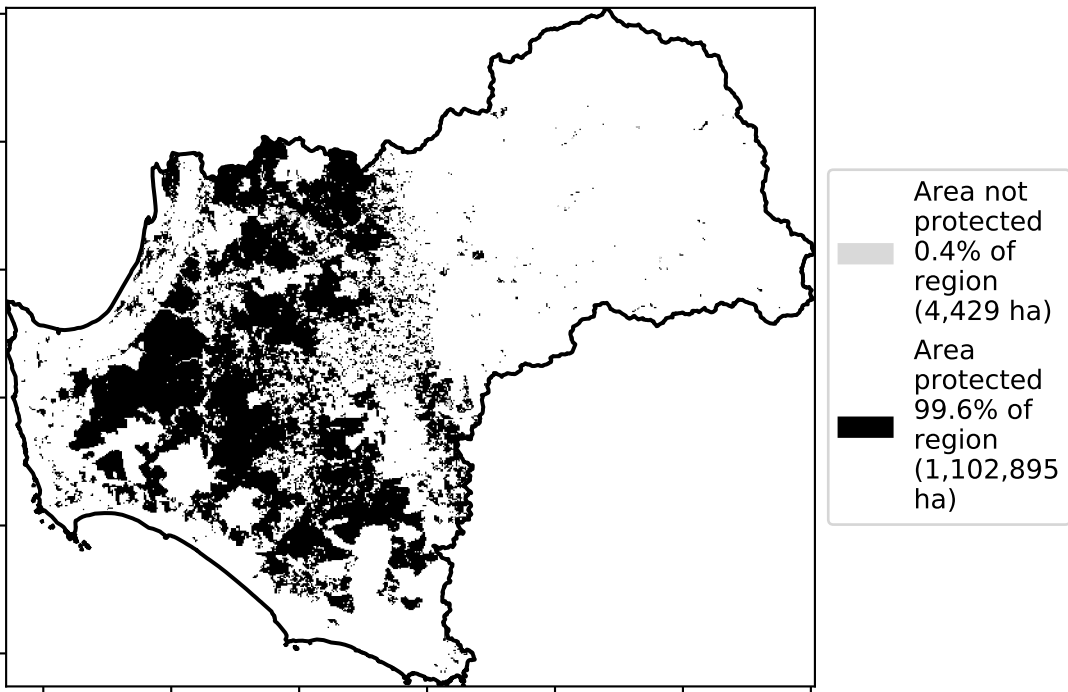 Area not
protected
0.4% of
region
(4,429 ha)
Area
protected
99.6% of
region
(1,102,895
ha)